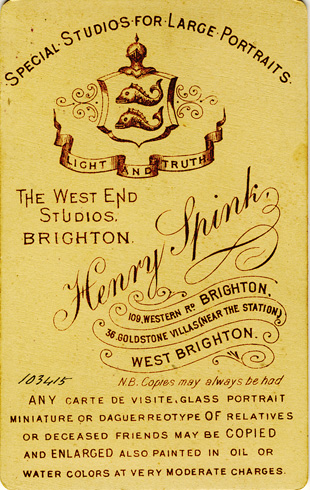 SPECIAL STUDIOS FOR LARGE PORTRAITS
LIGHT AND TRUTH
THE WEST END
STUDIOS.
BRIGHTON.
Henry Spink,
109, WESTERN RD BRIGHTON,
36, GOLDSTONE VILLAS (NEAR THE STATION)
WEST BRIGHTON.
103415
N.B. Copies may always be had
ANY CARTE DE VISITE, GLASS PORTRAIT
MINIATURE OR DAGUERREOTYPE OF RELATIVES
OR DECEASED FRIENDS MAY BE COPIED
AND ENLARGED ALSO PAINTED IN OIL OR
WATER COLORS AT VERY MODERATE CHARGES.